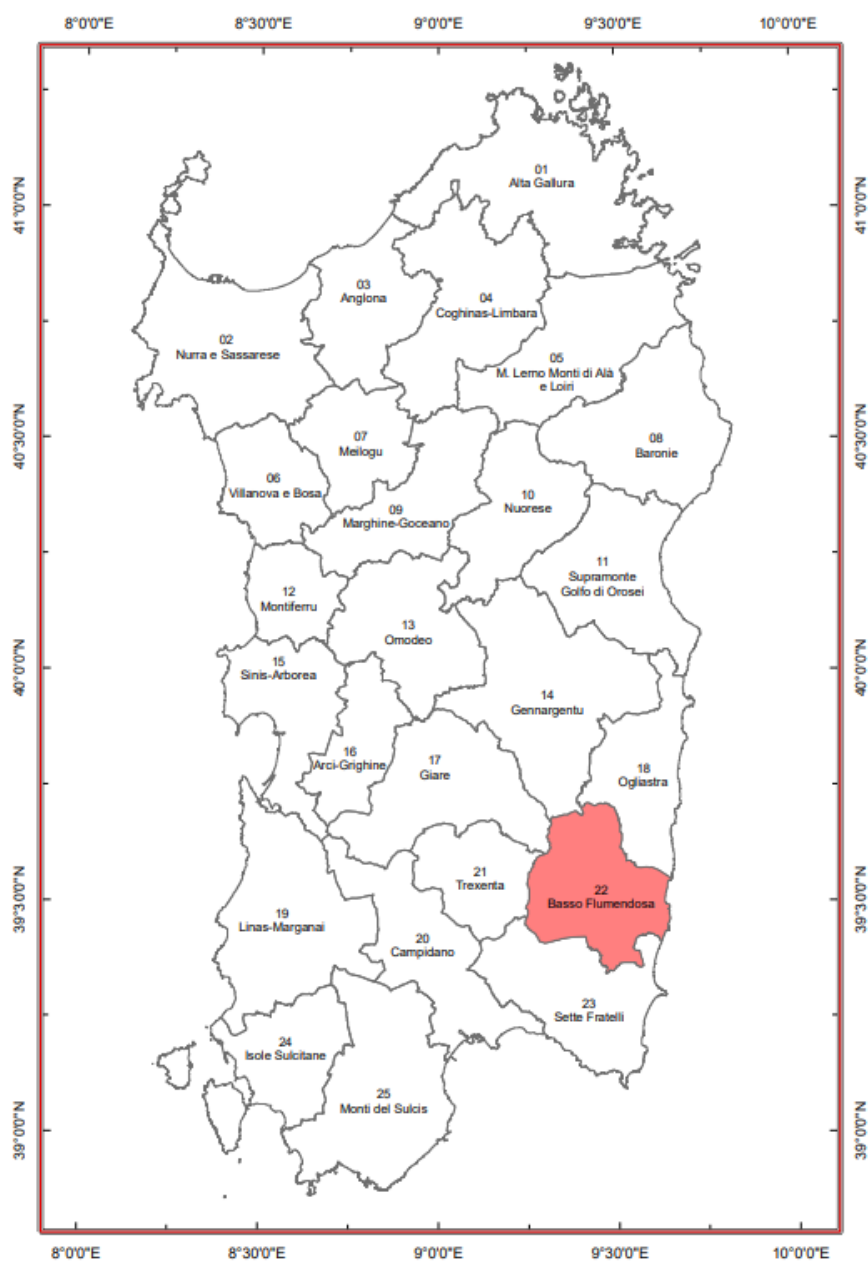 8°0'0"E
8°30'0"E
9°0'0"E
9°30'0"E
10°0'0"E
41°0'0"N
40°30'0"N
40°0'0"N
39°30'0"N
39°0'0"N
41°0'0"N
40°30'0"N
40°0'0"N
39°30'0"N
39°0'0"N
01
Alta Gallura
03
Anglona
04
Coghinas-Limbara
02
Nurra e Sassarese
05
M. Lerno Monti di Alà
e Loiri
07
Meilogu
08
Baronie
06
Villanova e Bosa
09
Marghine-Goceano
10
Nuorese
11
Supramonte
Golfo di Orosei
12
Montiferru
13
Omodeo
15
Sinis-Arborea
14
Gennargentu
16
Arci-Grighine
17
Giare
18
Ogliastra
21
Trexenta
22
Basso Flumendosa
19
Linas-Marganai
20
Campidano
23
Sette Fratelli
24
Isole Sulcitane
25
Monti del Sulcis
8°0'0"E
8°30'0"E
9°0'0"E
9°30'0"E
10°0'0"E